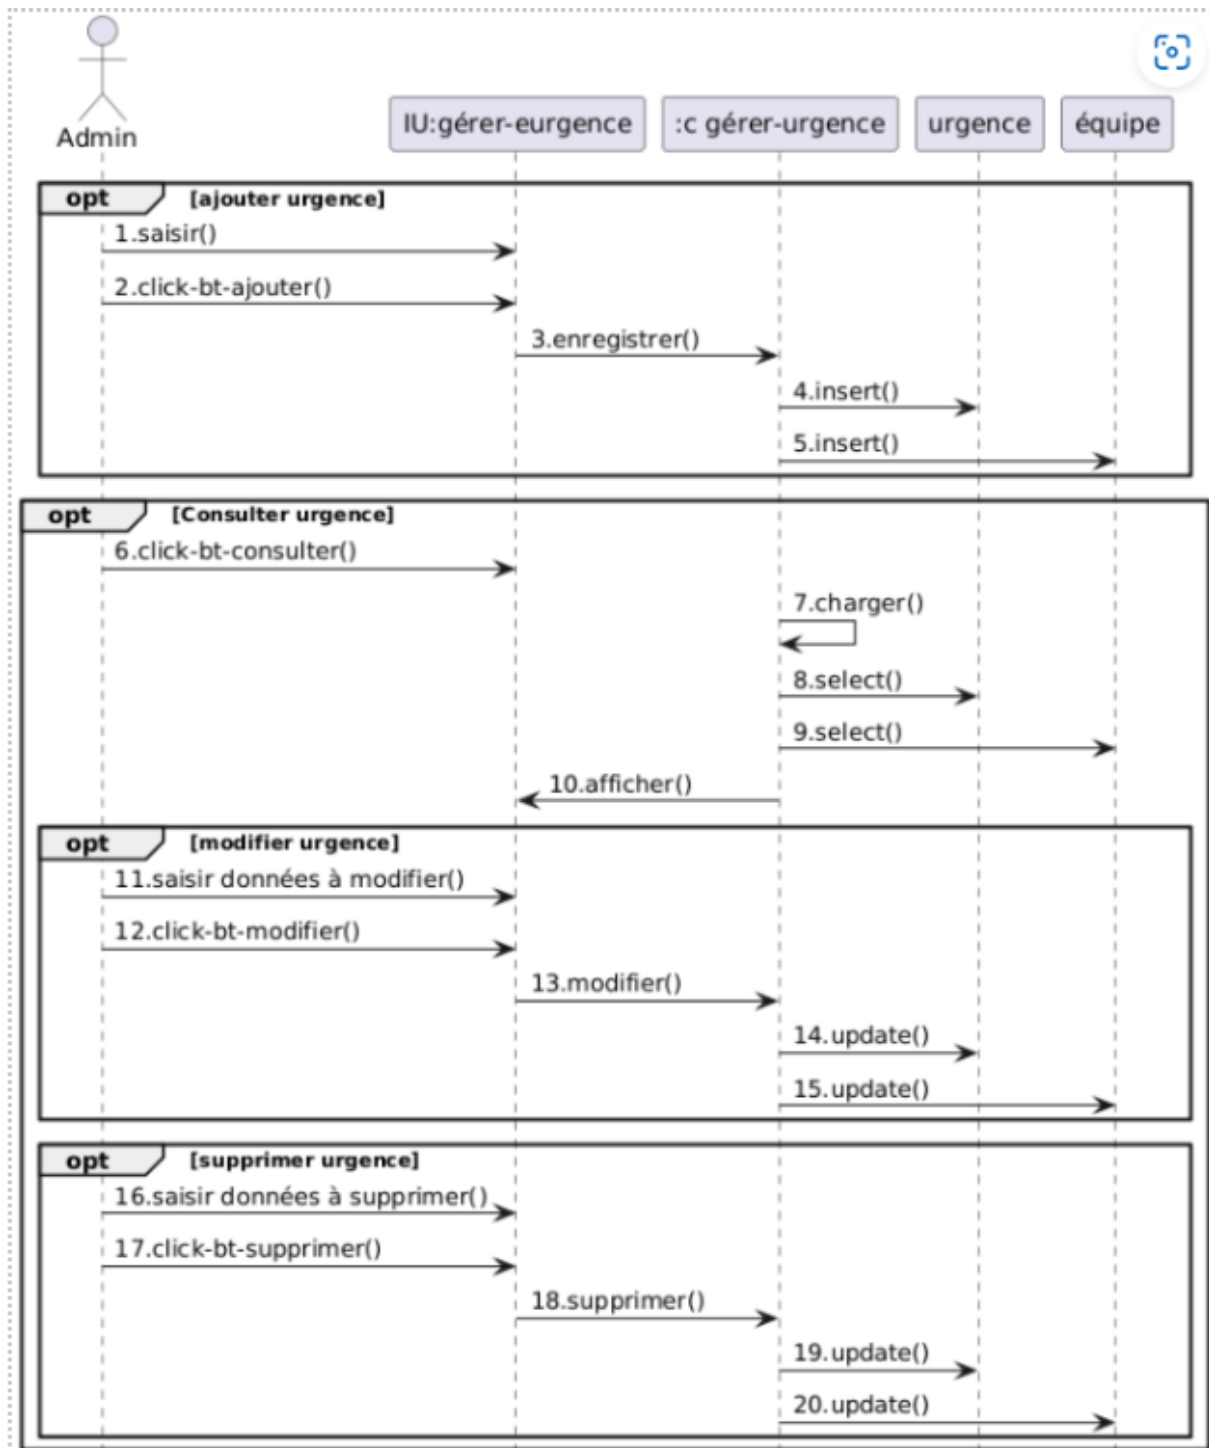 Admin
IU:gérer-eurgence
:c gérer-urgence
urgence
équipe
opt [ajouter urgence]
1.saisir()
2.click-bt-ajouter()
3.enregistrer()
4.insert()
5.insert()
opt [Consulter urgence]
6.click-bt-consulter()
7.charger()
8.select()
9.select()
10.afficher()
opt [modifier urgence]
11.saisir données à modifier()
12.click-bt-modifier()
13.modifier()
14.update()
15.update()
opt [supprimer urgence]
16.saisir données à supprimer()
17.click-bt-supprimer()
18.supprimer()
19.update()
20.update()